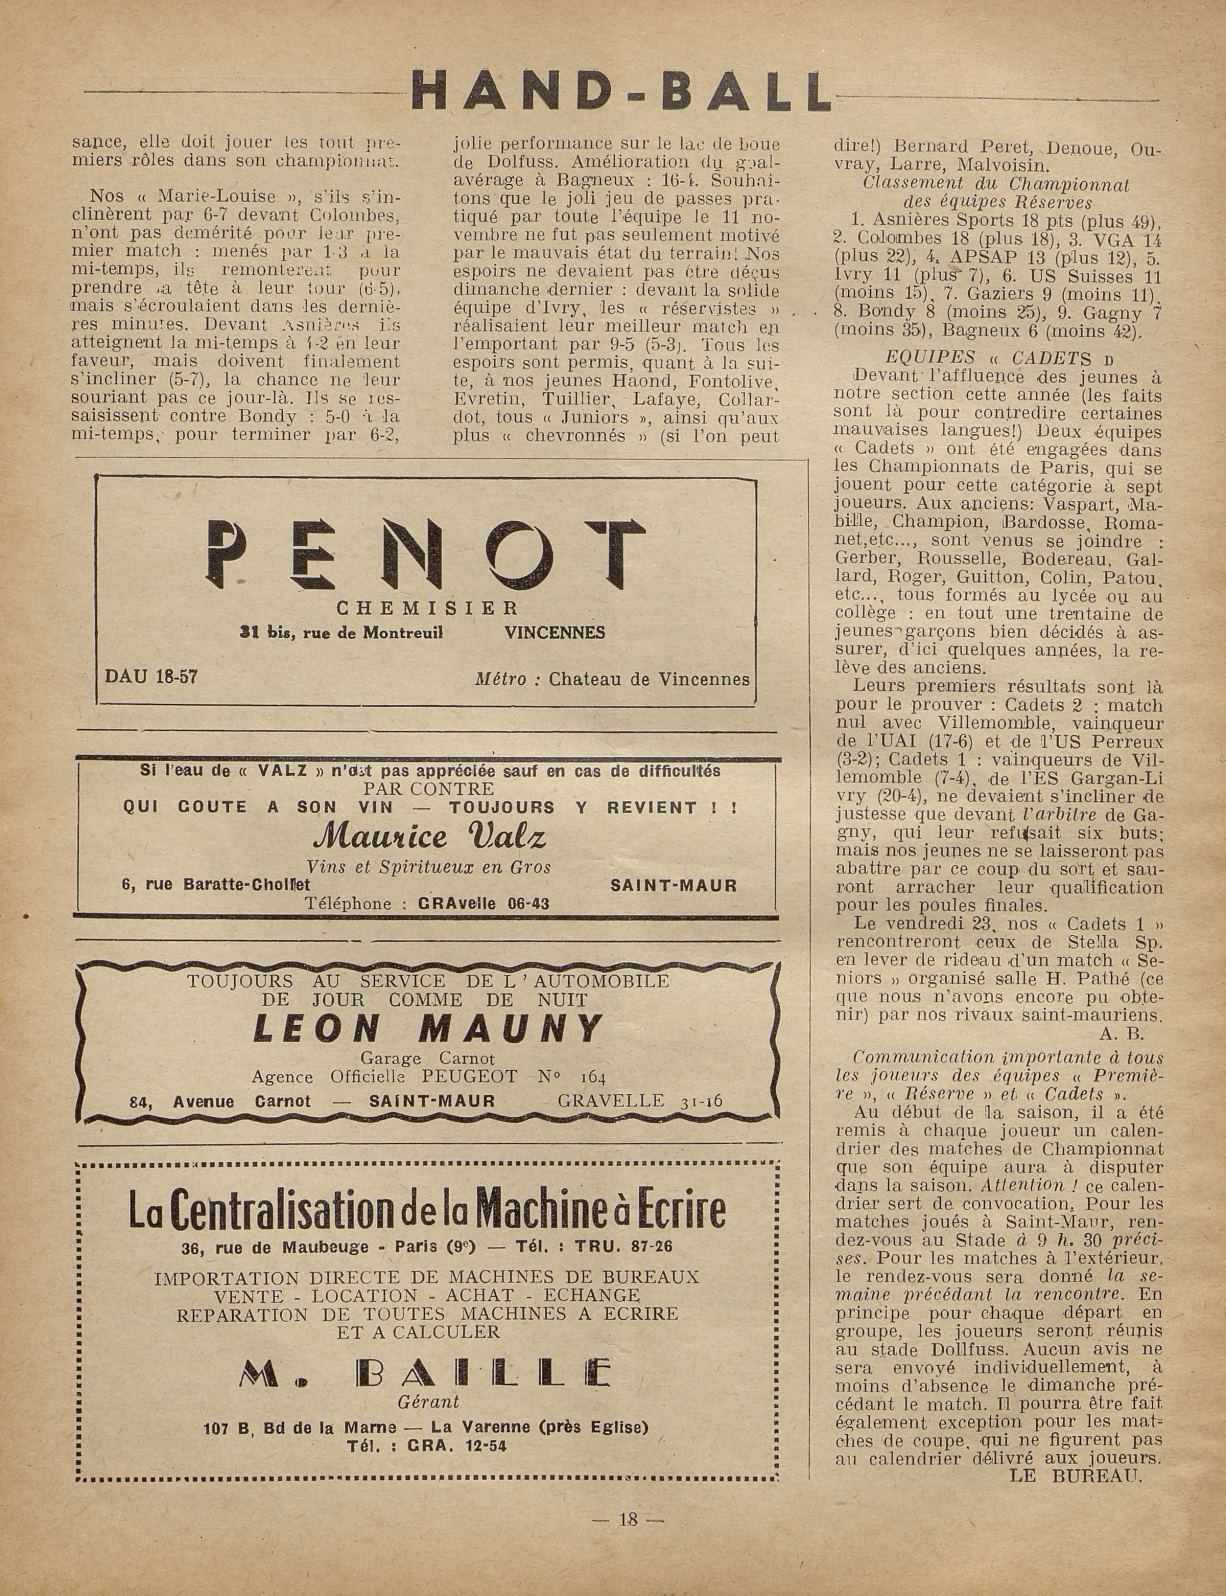 HAND-BALL
sance, elle doit jouer les tout pre-
miers rôles dans son championnat.
Nos « Marie-Louise », s'ils s'in-
clinèrent par 6-7 devant Colombes,
n'ont pas démérité pour leur pre-
mier match : menés par 1-3 à la
mi-temps, ils remontèrent pour
prendre la tête à leur tour (6-5),
mais s'écroulaient dans les derniè-
res minutes. Devant Asnières ils
atteignent la mi-temps à 4-2 en leur
faveur, mais doivent finalement
s'incliner (5-7), la chance ne leur
souriant pas ce jour-là. Ils se res-
saisissent contre Bondy : 5-0 à la
mi-temps, pour terminer par 6-2,
jolie performance sur le lac de boue
de Dolfuss. Amélioration du goal-
avérage à Bagneux : 16-4. Souhai-
tons que le joli jeu de passes pra-
tiqué par toute l'équipe le 11 no-
vembre ne fut pas seulement motivé
par le mauvais état du terrain! Nos
espoirs ne devaient pas être déçus
dimanche dernier : devant la solide
équipe d'Ivry, les « réservistes »
réalisaient leur meilleur match en
l'emportant par 9-5 (5-3). Tous les
espoirs sont permis, quant à la sui-
te, à nos jeunes Haond, Fontolive,
Evretin, Tuillier, Lafaye, Collar-
dot, tous « Juniors », ainsi qu'aux
plus « chevronnés » (si l'on peut
dire!) Bernard Peret, Denoue, Ou-
vray, Larre, Malvoisin.
Classement du Championnat
des équipes Réserves
1. Asnières Sports 18 pts (plus 49),
2. Colombes 18 (plus 18), 3. VGA 14
(plus 22), 4. APSAP 13 (plus 12), 5.
Ivry 11 (plus 7), 6. US Suisses 11
(moins 15), 7. Gaziers 9 (moins 11),
8. Bondy 8 (moins 25), 9. Gagny 7
(moins 35), Bagneux 6 (moins 42).
EQUIPES « CADETS »
Devant l'affluence des jeunes à
notre section cette année (les faits
sont là pour contredire certaines
mauvaises langues!) Deux équipes
« Cadets » ont été engagées dans
les Championnats de Paris, qui se
jouent pour cette catégorie à sept
joueurs. Aux anciens: Vaspart, Ma-
bille, Champion, Bardosse, Roma-
net,etc..., sont venus se joindre :
Gerber, Rousselle, Bodereau, Gal-
lard, Roger, Guitton, Colin, Patou,
etc..., tous formés au lycée ou au
collège : en tout une trentaine de
jeunes garçons bien décidés à as-
surer, d'ici quelques années, la re-
lève des anciens.
Leurs premiers résultats sont là
pour le prouver : Cadets 2 : match
nul avec Villemomble, vainqueur
de l'UAI (17-6) et de l'US Perreux
(3-2); Cadets 1 : vainqueurs de Vil-
lemomble (7-4), de l'ES Gargan-Li
vry (20-4), ne devaient s'incliner de
justesse que devant l'arbitre de Ga-
gny, qui leur refusait six buts;
mais nos jeunes ne se laisseront pas
abattre par ce coup du sort et sau-
ront arracher leur qualification
pour les poules finales.
Le vendredi 23, nos « Cadets 1 »
rencontreront ceux de Stella Sp.
en lever de rideau d'un match « Se-
niors » organisé salle H. Pathé (ce
que nous n'avons encore pu obte-
nir) par nos rivaux saint-mauriens.
A. B.
Communication importante à tous
les joueurs des équipes « Premiè-
re », « Réserve » et « Cadets ».
Au début de la saison, il a été
remis à chaque joueur un calen-
drier des matches de Championnat
que son équipe aura à disputer
dans la saison. Attention ! ce calen-
drier sert de convocation. Pour les
matches joués à Saint-Maur, ren-
dez-vous au Stade à 9 h. 30 préci-
ses. Pour les matches à l'extérieur,
le rendez-vous sera donné la se-
maine précédant la rencontre. En
principe pour chaque départ en
groupe, les joueurs seront réunis
au stade Dollfuss. Aucun avis ne
sera envoyé individuellement, à
moins d'absence le dimanche pré-
cédant le match. Il pourra être fait
également exception pour les mat-
ches de coupe, qui ne figurent pas
au calendrier délivré aux joueurs.
LE BUREAU.
PENOT
CHEMISIER
31 bis, rue de Montreuil VINCENNES
DAU 18-57 Métro : Chateau de Vincennes
Si l'eau de « VALZ » n'est pas appréciée sauf en cas de difficultés
PAR CONTRE
QUI GOUTE A SON VIN — TOUJOURS Y REVIENT ! !
Maurice Valz
Vins et Spiritueux en Gros
6, rue Baratte-Cholet SAINT-MAUR
Téléphone : GRAvelle 06-43
TOUJOURS AU SERVICE DE L'AUTOMOBILE
DE JOUR COMME DE NUIT
LEON MAUNY
Garage Carnot
Agence Officielle PEUGEOT N° 164
84, Avenue Carnot — SAINT-MAUR GRAVELLE 31-16
La Centralisation de la Machine à Ecrire
36, rue de Maubeuge - Paris (9e) — Tél. : TRU. 87-26
IMPORTATION DIRECTE DE MACHINES DE BUREAUX
VENTE - LOCATION - ACHAT - ECHANGE
REPARATION DE TOUTES MACHINES A ECRIRE
ET A CALCULER
M. BAILLE
Gérant
107 B, Bd de la Marne — La Varenne (près Eglise)
Tél. : GRA. 12-54
— 18 —